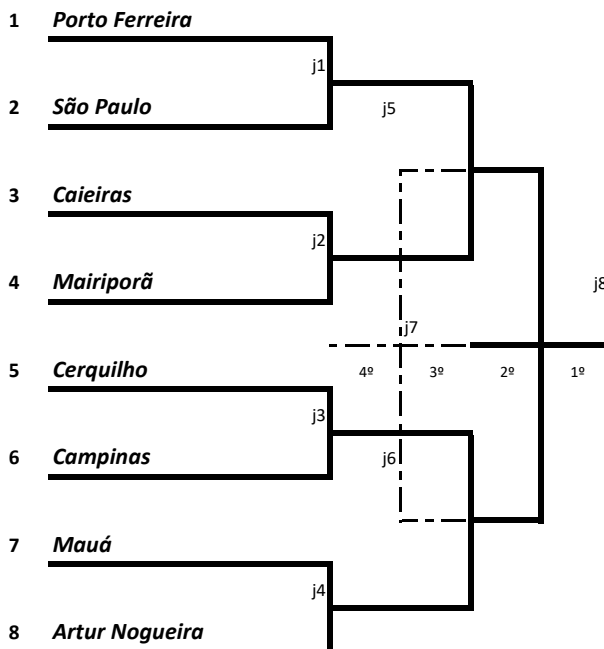 1 Porto Ferreira
j1
2 São Paulo
j5
3 Caieiras
j2
4 Mairiporã
j8
j7
4º 3º 2º 1º
5 Cerquilho
j3
6 Campinas
j6
7 Mauá
j4
8 Artur Nogueira